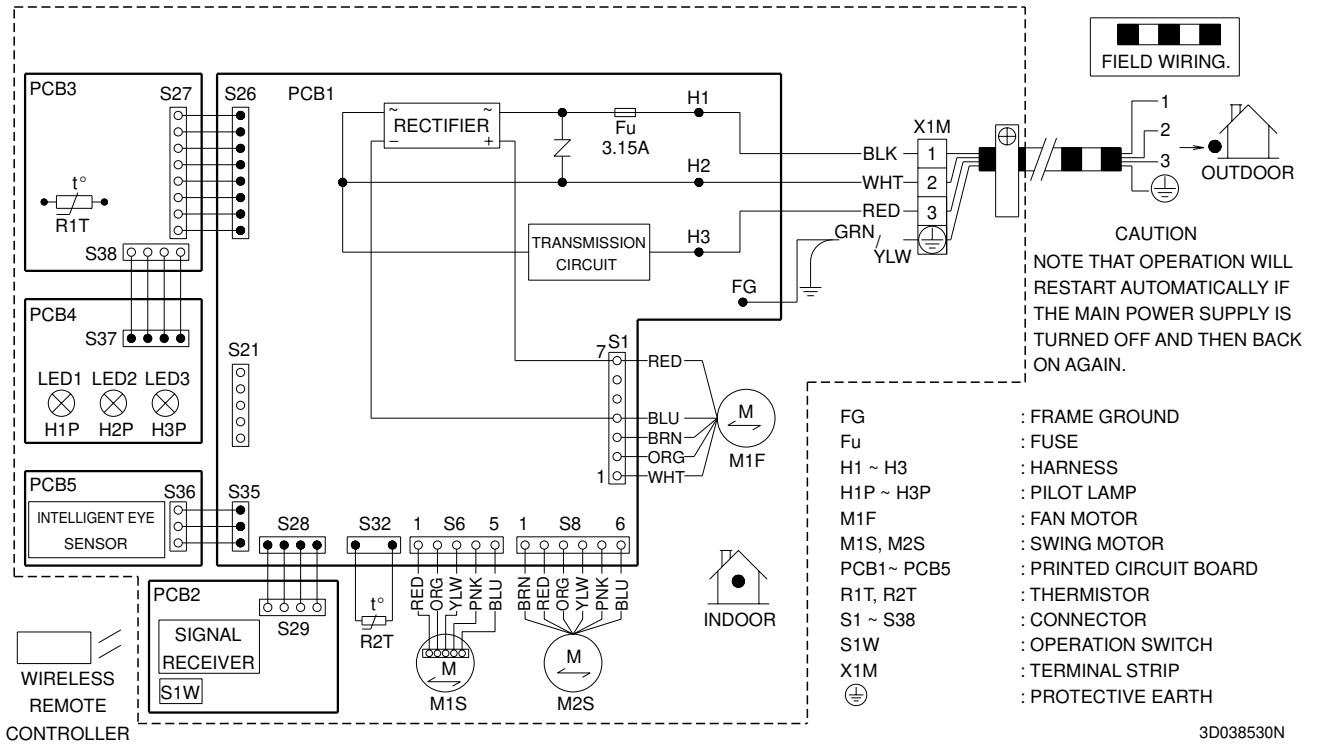 PCB3
S27
S26
PCB1
~
~
RECTIFIER
−
+
Fu
3.15A
H1
H2
H3
t°
R1T
S38
TRANSMISSION
CIRCUIT
FG
X1M
BLK
1
WHT
2
RED
3
GRN
/
YLW
FIELD WIRING.
1
2
3
OUTDOOR
CAUTION
NOTE THAT OPERATION WILL
RESTART AUTOMATICALLY IF
THE MAIN POWER SUPPLY IS
TURNED OFF AND THEN BACK
ON AGAIN.
PCB4
S37
LED1 LED2 LED3
H1P H2P H3P
S21
S1
7
RED
BLU
BRN
ORG
1
WHT
M
M1F
PCB5
S36
S35
INTELLIGENT EYE
SENSOR
S28
S32
1 S6 5
1 S8 6
RED
ORG
YLW
PNK
BLU
BRN
RED
ORG
YLW
PNK
BLU
PCB2
S29
SIGNAL
RECEIVER
S1W
t°
R2T
M
M1S
M
M2S
INDOOR
WIRELESS
REMOTE
CONTROLLER
FG : FRAME GROUND
Fu : FUSE
H1 ~ H3 : HARNESS
H1P ~ H3P : PILOT LAMP
M1F : FAN MOTOR
M1S, M2S : SWING MOTOR
PCB1~ PCB5 : PRINTED CIRCUIT BOARD
R1T, R2T : THERMISTOR
S1 ~ S38 : CONNECTOR
S1W : OPERATION SWITCH
X1M : TERMINAL STRIP
: PROTECTIVE EARTH
3D038530N